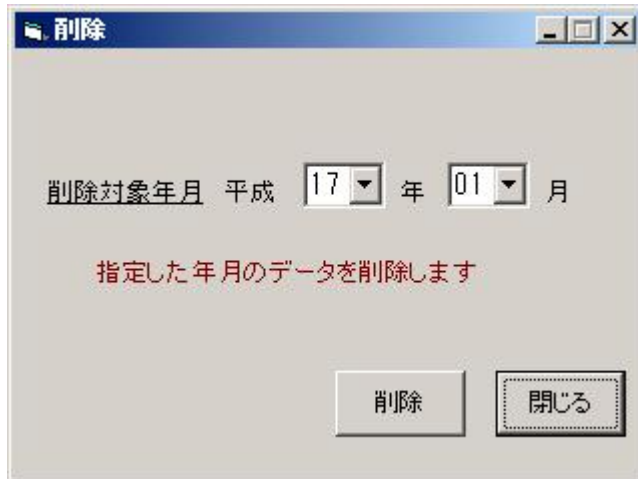 削除
削除対象年月 平成 17 年 01 月
指定した年月のデータを削除します
削除 閉じる